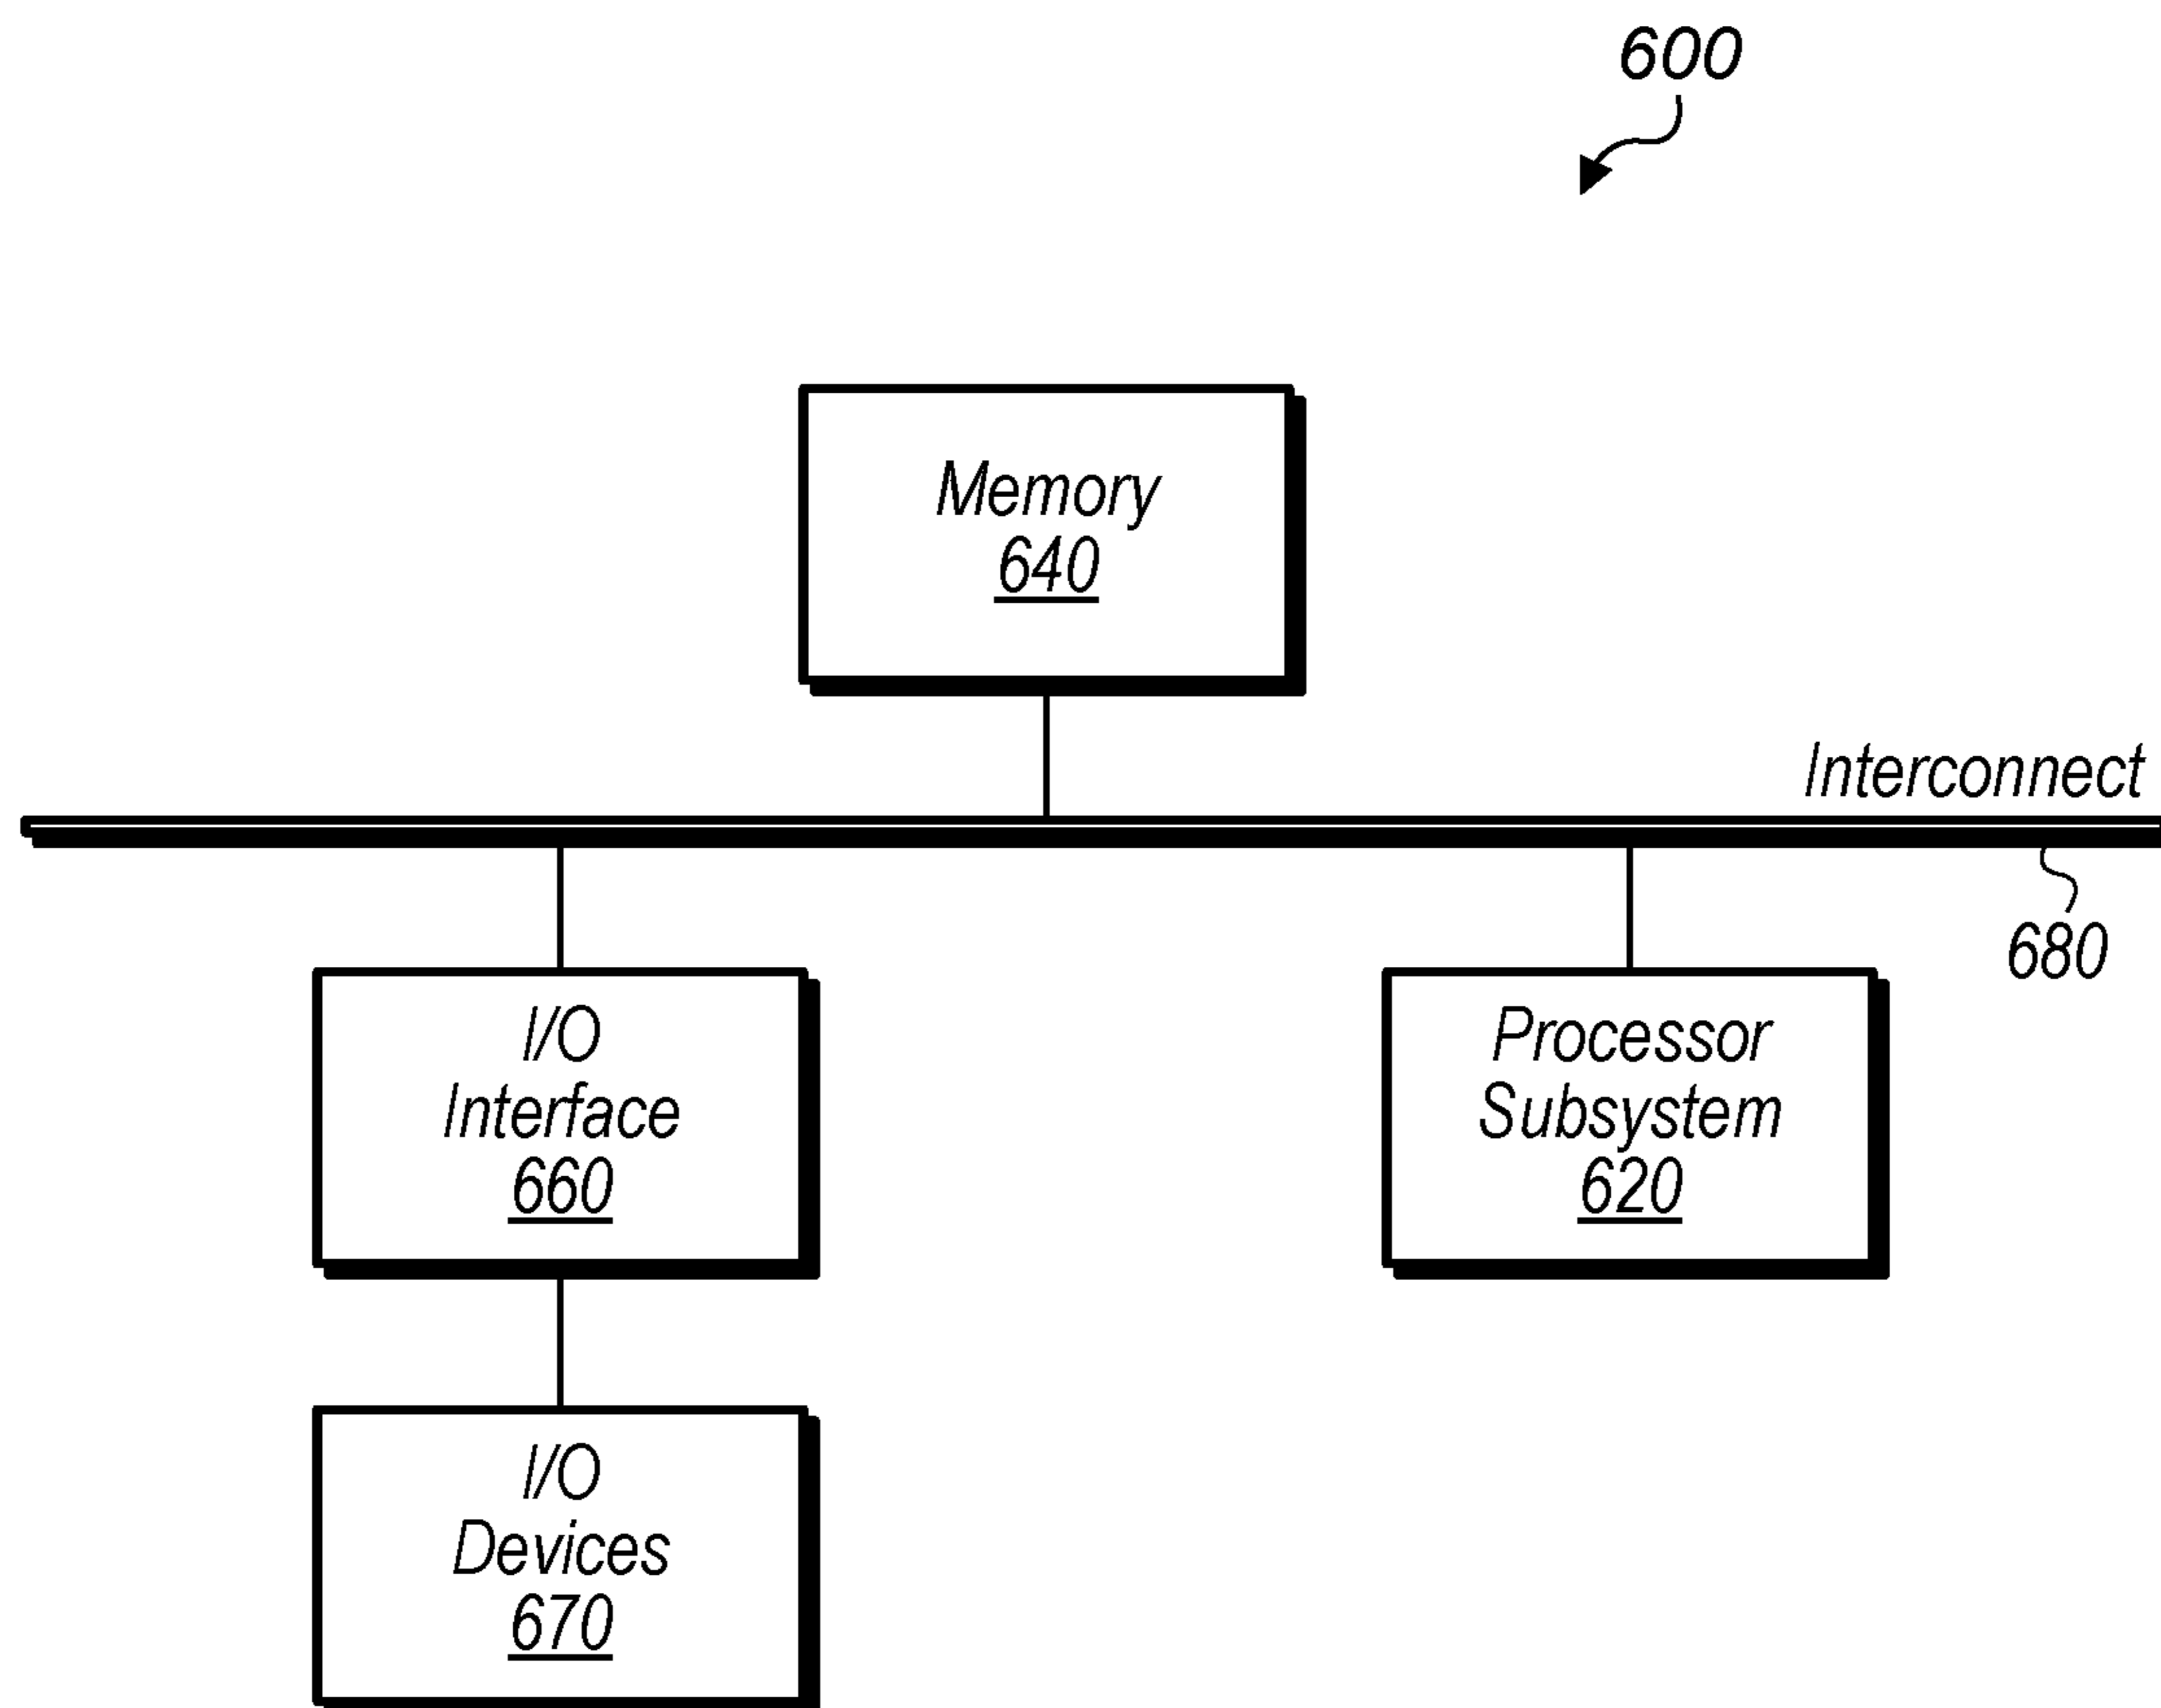 600
Memory
640
Interconnect
680
I/O
Interface
660
Processor
Subsystem
620
I/O
Devices
670